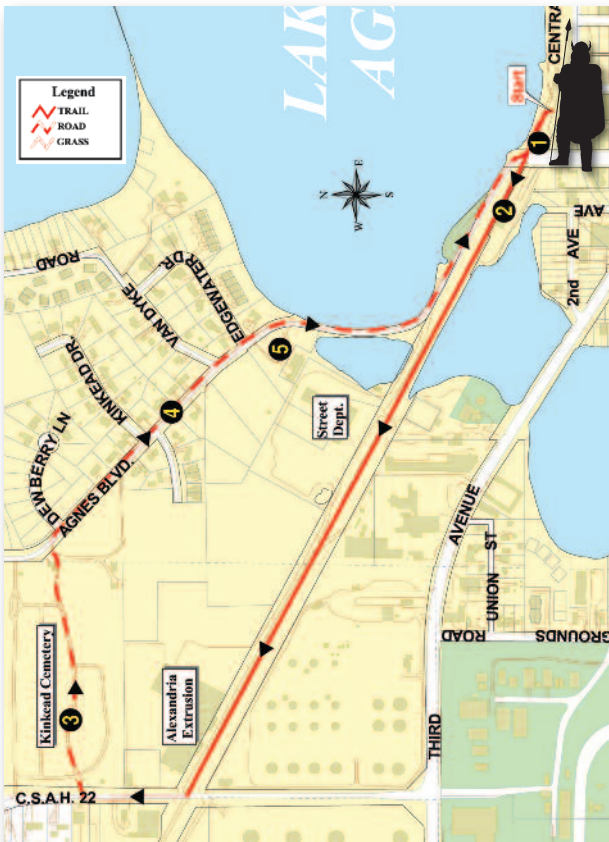 LAK
AG
CENTRA
Start
Legend
TRAIL
ROAD
GRASS
N
E
S
W
1
2
2nd AVE
AVE
ROAD
VAN DYKE
EDGEWATER DR.
KINKEAD DR.
5
4
DEWBERRY LN
AGNES BLVD.
Street
Dept.
AVENUE
UNION ST
ROAD
GROUNDS
Kinkead Cemetery
3
Alexandria
Extrusion
THIRD
C.S.A.H. 22